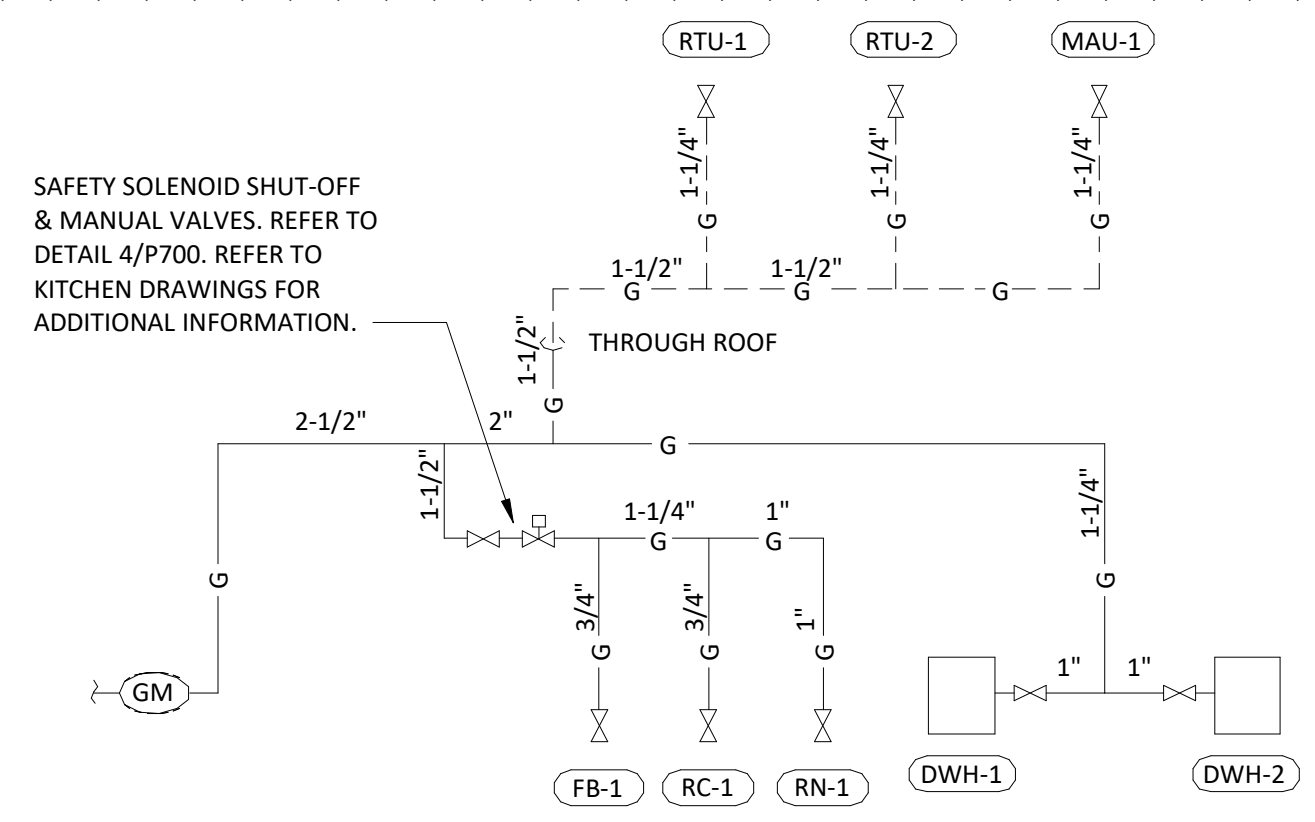 RTU-1 RTU-2 MAU-1
1-1/4" 1-1/4" 1-1/4"
SAFETY SOLENOID SHUT-OFF
& MANUAL VALVES. REFER TO
DETAIL 4/P700. REFER TO
KITCHEN DRAWINGS FOR
ADDITIONAL INFORMATION.
G G G
1-1/2" 1-1/2"
G G G
1-1/2" THROUGH ROOF
G
2-1/2" 2" G
1-1/2" 1-1/4" 1" 1-1/4"
G G
G G
3/4" 3/4" 1"
G G G
GM 1" 1"
FB-1 RC-1 RN-1 DWH-1 DWH-2